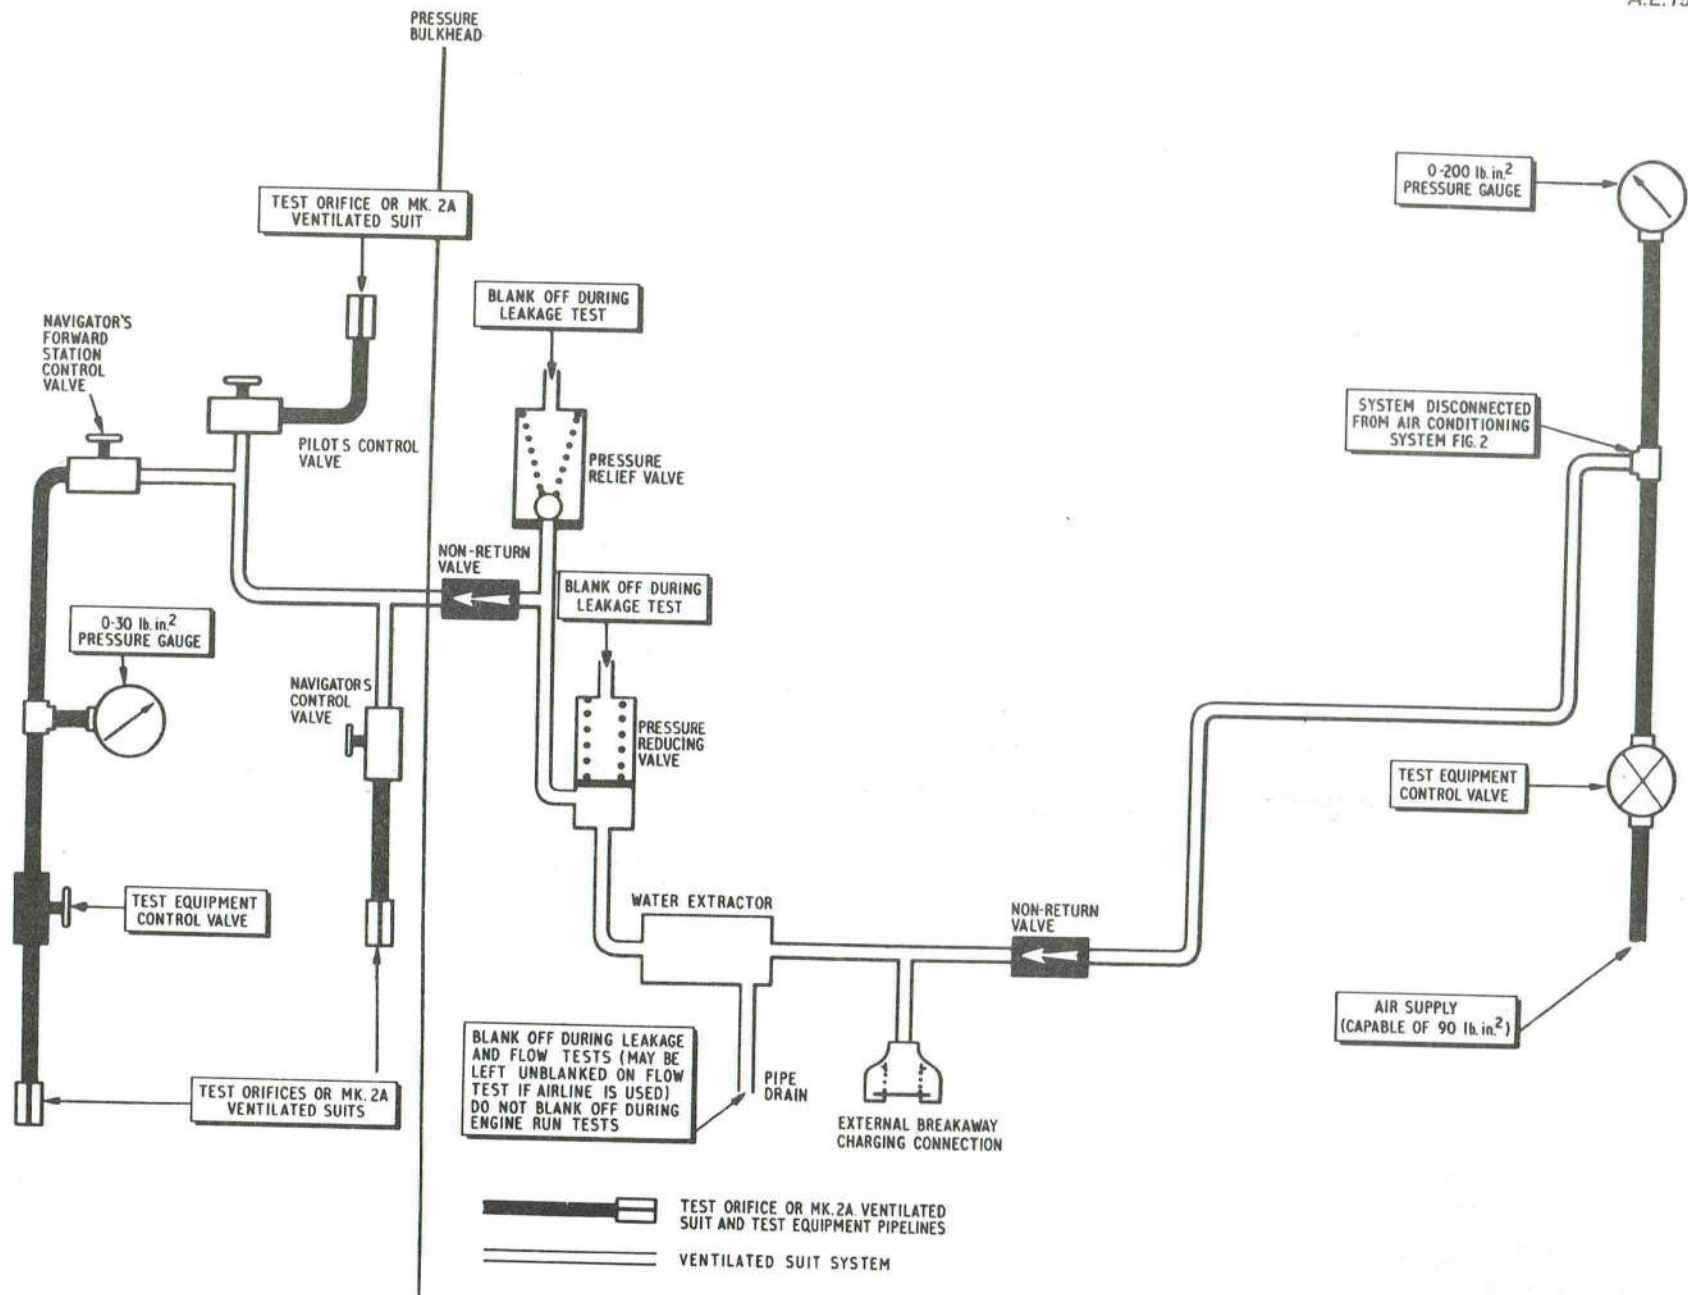 A.L.19
PRESSURE
BULKHEAD
TEST ORIFICE OR MK. 2A
VENTILATED SUIT
0-200 lb.in.2
PRESSURE GAUGE
BLANK OFF DURING
LEAKAGE TEST
NAVIGATOR'S
FORWARD
STATION
CONTROL
VALVE
PILOTS CONTROL
VALVE
PRESSURE
RELIEF VALVE
SYSTEM DISCONNECTED
FROM AIR CONDITIONING
SYSTEM FIG. 2
NON-RETURN
VALVE
BLANK OFF DURING
LEAKAGE TEST
0-30 lb.in.2
PRESSURE GAUGE
NAVIGATORS
CONTROL
VALVE
PRESSURE
REDUCING
VALVE
TEST EQUIPMENT
CONTROL VALVE
TEST EQUIPMENT
CONTROL VALVE
WATER EXTRACTOR
NON-RETURN
VALVE
AIR SUPPLY
(CAPABLE OF 90 lb.in.2)
BLANK OFF DURING LEAKAGE
AND FLOW TESTS (MAY BE
LEFT UNBLANKED ON FLOW
TEST IF AIRLINE IS USED)
DO NOT BLANK OFF DURING
ENGINE RUN TESTS
PIPE
DRAIN
TEST ORIFICES OR MK. 2A
VENTILATED SUITS
EXTERNAL BREAKAWAY
CHARGING CONNECTION
TEST ORIFICE OR MK.2A. VENTILATED
SUIT AND TEST EQUIPMENT PIPELINES
VENTILATED SUIT SYSTEM